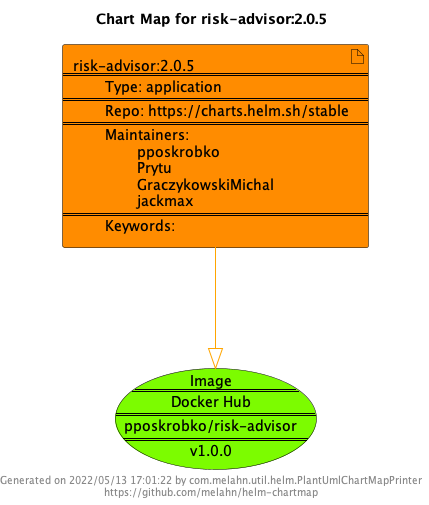 Chart Map for risk-advisor:2.0.5
risk-advisor:2.0.5
Type: application
Repo: https://charts.helm.sh/stable
Maintainers:
pposkrobko
Prytu
GraczykowskiMichal
jackmax
Keywords:
Image
Docker Hub
pposkrobko/risk-advisor
v1.0.0
Generated on 2022/05/13 17:01:22 by com.melahn.util.helm.PlantUmlChartMapPrinter
https://github.com/melahn/helm-chartmap